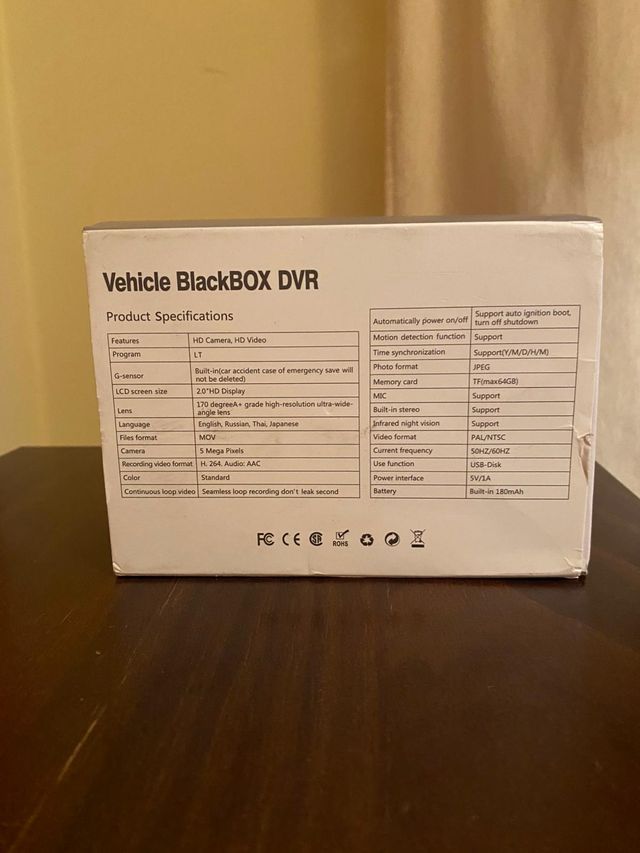 Vehicle BlackBOX DVR
Product Specifications
Features HD Camera, HD Video
Program LT
G-sensor Built-in(car accident case of emergency save will
not be deleted)
LCD screen size 2.0"HD Display
Lens 170 degreeA+ grade high-resolution ultra-wide-
angle lens
Language English, Russian, Thai, Japanese
Files format MOV
Camera 5 Mega Pixels
Recording video format H. 264. Audio: AAC
Color Standard
Continuous loop video Seamless loop recording don't leak second
Automatically power on/off Support auto ignition boot,
turn off shutdown
Motion detection function Support
Time synchronization Support(Y/M/D/H/M)
Photo format JPEG
Memory card TF(max64GB)
MIC Support
Built-in stereo Support
Infrared night vision Support
Video format PAL/NTSC
Current frequency 50HZ/60HZ
Use function USB-Disk
Power interface 5V/1A
Battery Built-in 180mAh
FC CE SR ROHS